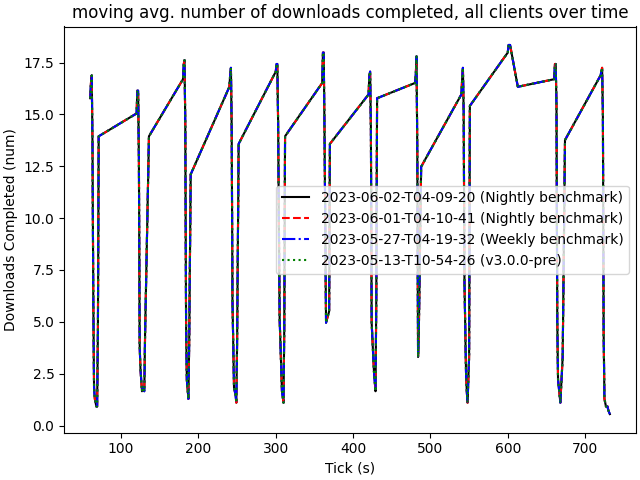 moving avg. number of downloads completed, all clients over time
Downloads Completed (num)
17.5
15.0
12.5
10.0
7.5
5.0
2.5
0.0
2023-06-02-T04-09-20 (Nightly benchmark)
2023-06-01-T04-10-41 (Nightly benchmark)
2023-05-27-T04-19-32 (Weekly benchmark)
2023-05-13-T10-54-26 (v3.0.0-pre)
100 200 300 400 500 600 700
Tick (s)